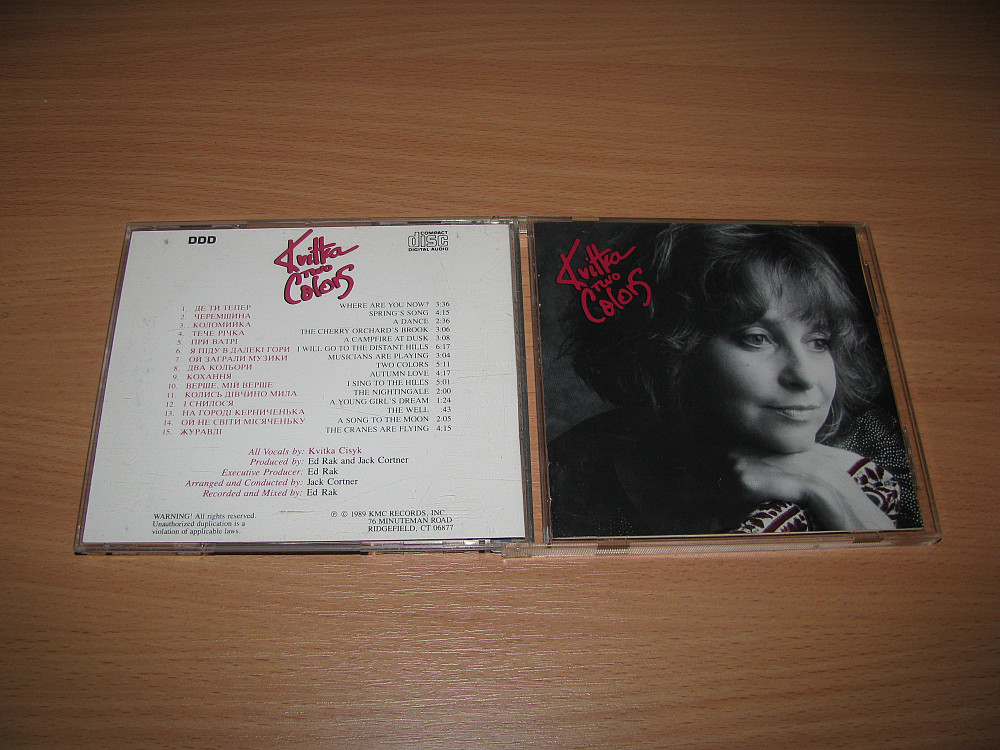 DDD
Kvitka
TWO
Colors
COMPACT
disc
DIGITAL AUDIO
1. ДЕ ТИ ТЕПЕР WHERE ARE YOU NOW? 3:36
2. ЧЕРЕМШИНА SPRING'S SONG 4:15
3. КОЛОМИЙКА A DANCE 2:36
4. ТЕЧЕ РІЧКА THE CHERRY ORCHARD'S BROOK 3:06
5. ПРИ ВАТРІ A CAMPFIRE AT DUSK 3:08
6. Я ПІДУ В ДАЛЕКІ ГОРИ I WILL GO TO THE DISTANT HILLS 6:17
7. ОЙ ЗАГРАЛИ МУЗИКИ MUSICIANS ARE PLAYING 3:04
8. ДВА КОЛЬОРИ TWO COLORS 5:11
9. КОХАННЯ AUTUMN LOVE 4:17
10. ВЕРШЕ, МІЙ ВЕРШЕ I SING TO THE HILLS 5:01
11. КОЛИСЬ ДІВЧИНО МИЛА THE NIGHTINGALE 2:00
12. І СНИЛОСЯ A YOUNG GIRL'S DREAM 1:24
13. НА ГОРОДІ КЕРНИЧЕНЬКА THE WELL .43
14. ОЙ НЕ СВІТИ МІСЯЧЕНЬКУ A SONG TO THE MOON 2:05
15. ЖУРАВЛІ THE CRANES ARE FLYING 4:15
All Vocals by: Kvitka Cisyk
Produced by: Ed Rak and Jack Cortner
Executive Producer: Ed Rak
Arranged and Conducted by: Jack Cortner
Recorded and Mixed by: Ed Rak
WARNING! All rights reserved.
Unauthorized duplication is a
violation of applicable laws.
℗ © 1989 KMC RECORDS, INC.
76 MINUTEMAN ROAD
RIDGEFIELD, CT 06877
Kvitka
TWO
Colors